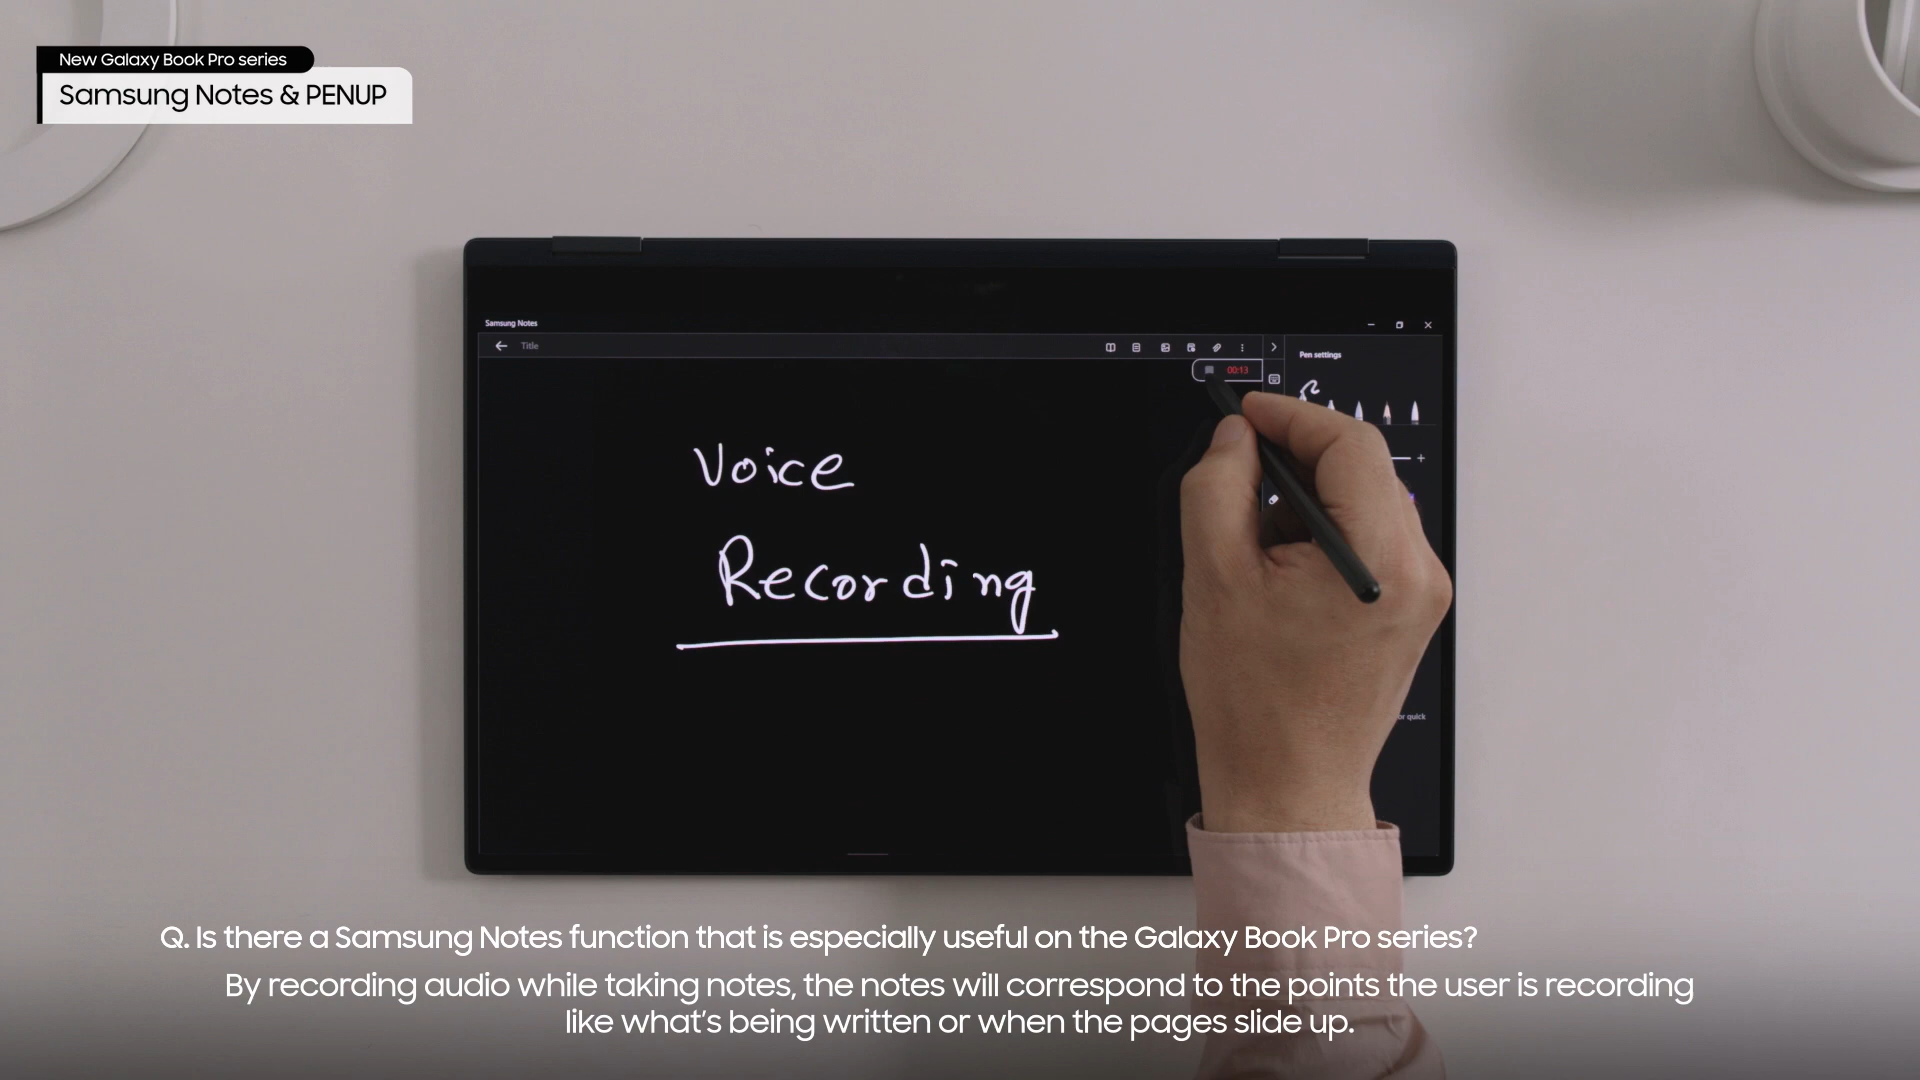 New Galaxy Book Pro series
Samsung Notes & PENUP
Samsung Notes
Title
Pen settings
00:13
Voice
Recording
or quick
Q. Is there a Samsung Notes function that is especially useful on the Galaxy Book Pro series?
By recording audio while taking notes, the notes will correspond to the points the user is recording
like what's being written or when the pages slide up.